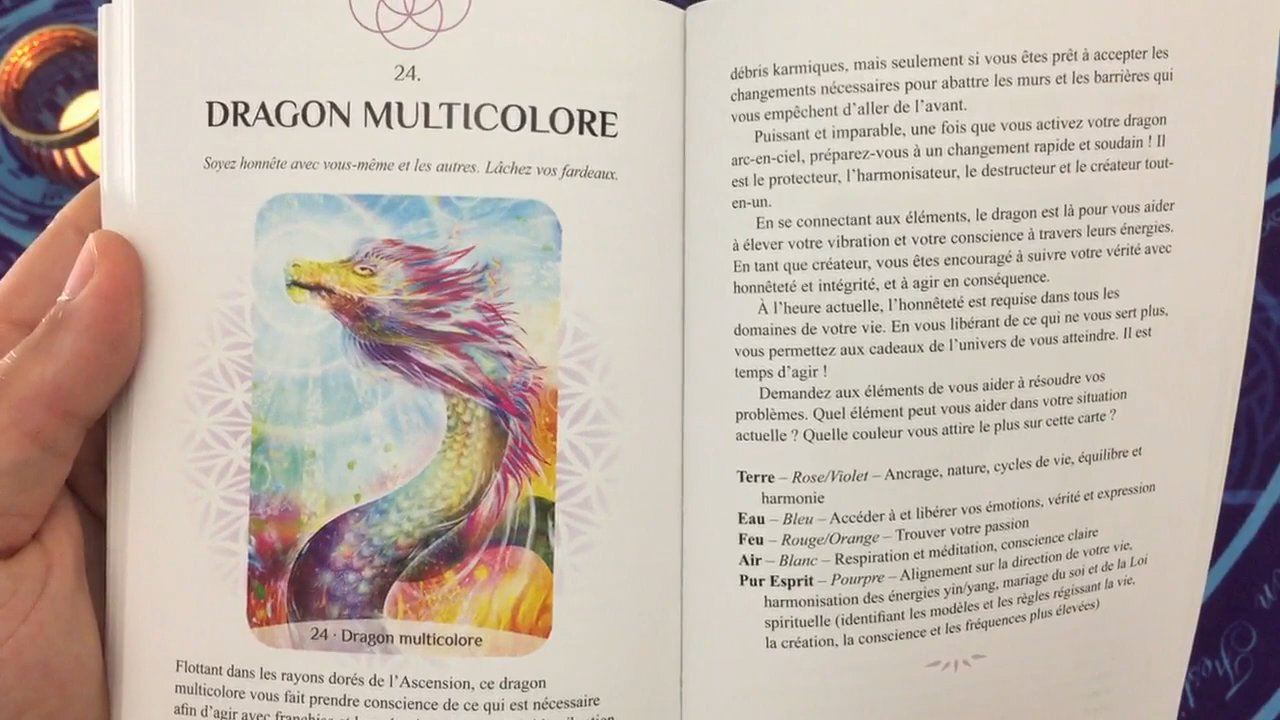 24.
DRAGON MULTICOLORE
Soyez honnête avec vous-même et les autres. Lâchez vos fardeaux.
24 · Dragon multicolore
Flottant dans les rayons dorés de l'Ascension, ce dragon
multicolore vous fait prendre conscience de ce qui est nécessaire
afin d'agir avec franchise et
débris karmiques, mais seulement si vous êtes prêt à accepter les
changements nécessaires pour abattre les murs et les barrières qui
vous empêchent d'aller de l'avant.
Puissant et imparable, une fois que vous activez votre dragon
arc-en-ciel, préparez-vous à un changement rapide et soudain ! Il
est le protecteur, l'harmonisateur, le destructeur et le créateur tout-
en-un.
En se connectant aux éléments, le dragon est là pour vous aider
à élever votre vibration et votre conscience à travers leurs énergies.
En tant que créateur, vous êtes encouragé à suivre votre vérité avec
honnêteté et intégrité, et à agir en conséquence.
À l'heure actuelle, l'honnêteté est requise dans tous les
domaines de votre vie. En vous libérant de ce qui ne vous sert plus,
vous permettez aux cadeaux de l'univers de vous atteindre. Il est
temps d'agir !
Demandez aux éléments de vous aider à résoudre vos
problèmes. Quel élément peut vous aider dans votre situation
actuelle ? Quelle couleur vous attire le plus sur cette carte ?
Terre – Rose/Violet – Ancrage, nature, cycles de vie, équilibre et
harmonie
Eau – Bleu – Accéder à et libérer vos émotions, vérité et expression
Feu – Rouge/Orange – Trouver votre passion
Air – Blanc – Respiration et méditation, conscience claire
Pur Esprit – Pourpre – Alignement sur la direction de votre vie,
harmonisation des énergies yin/yang, mariage du soi et de la Loi
spirituelle (identifiant les modèles et les règles régissant la vie,
la création, la conscience et les fréquences plus élevées)